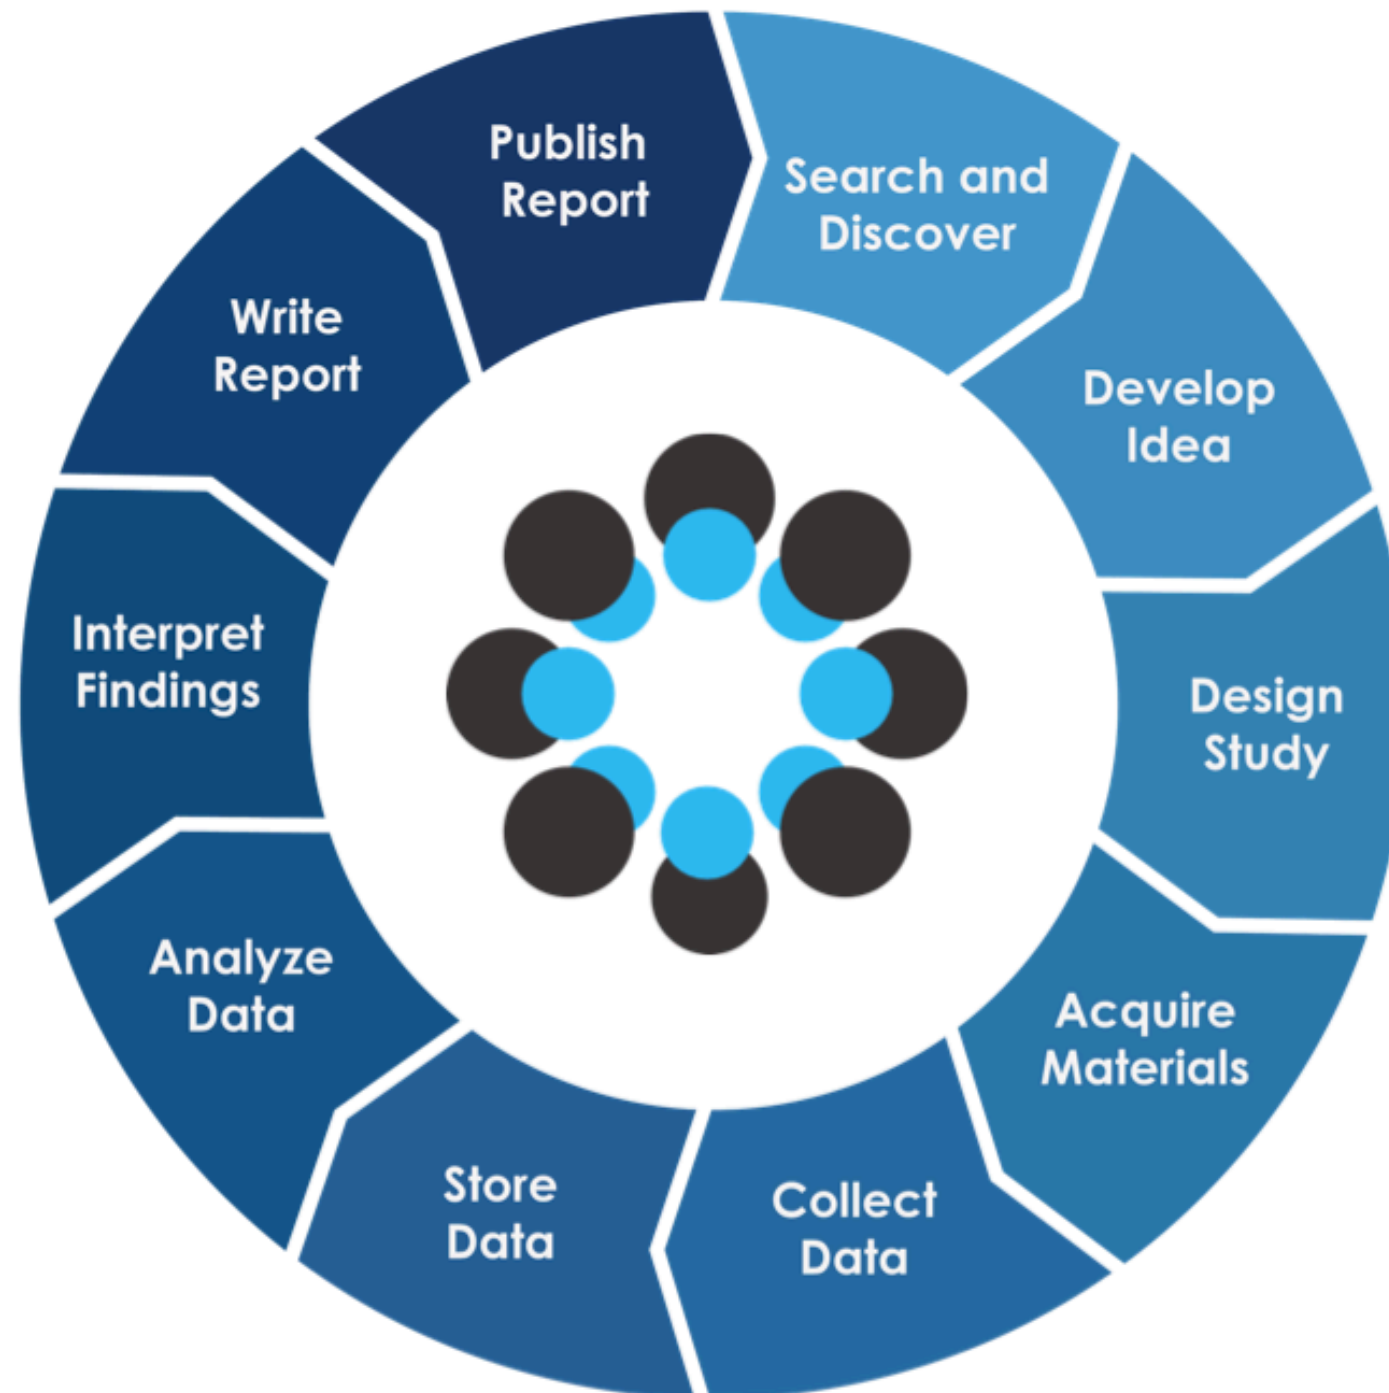 Search and
Discover
Develop
Idea
Design
Study
Acquire
Materials
Collect
Data
Store
Data
Analyze
Data
Interpret
Findings
Write
Report
Publish
Report